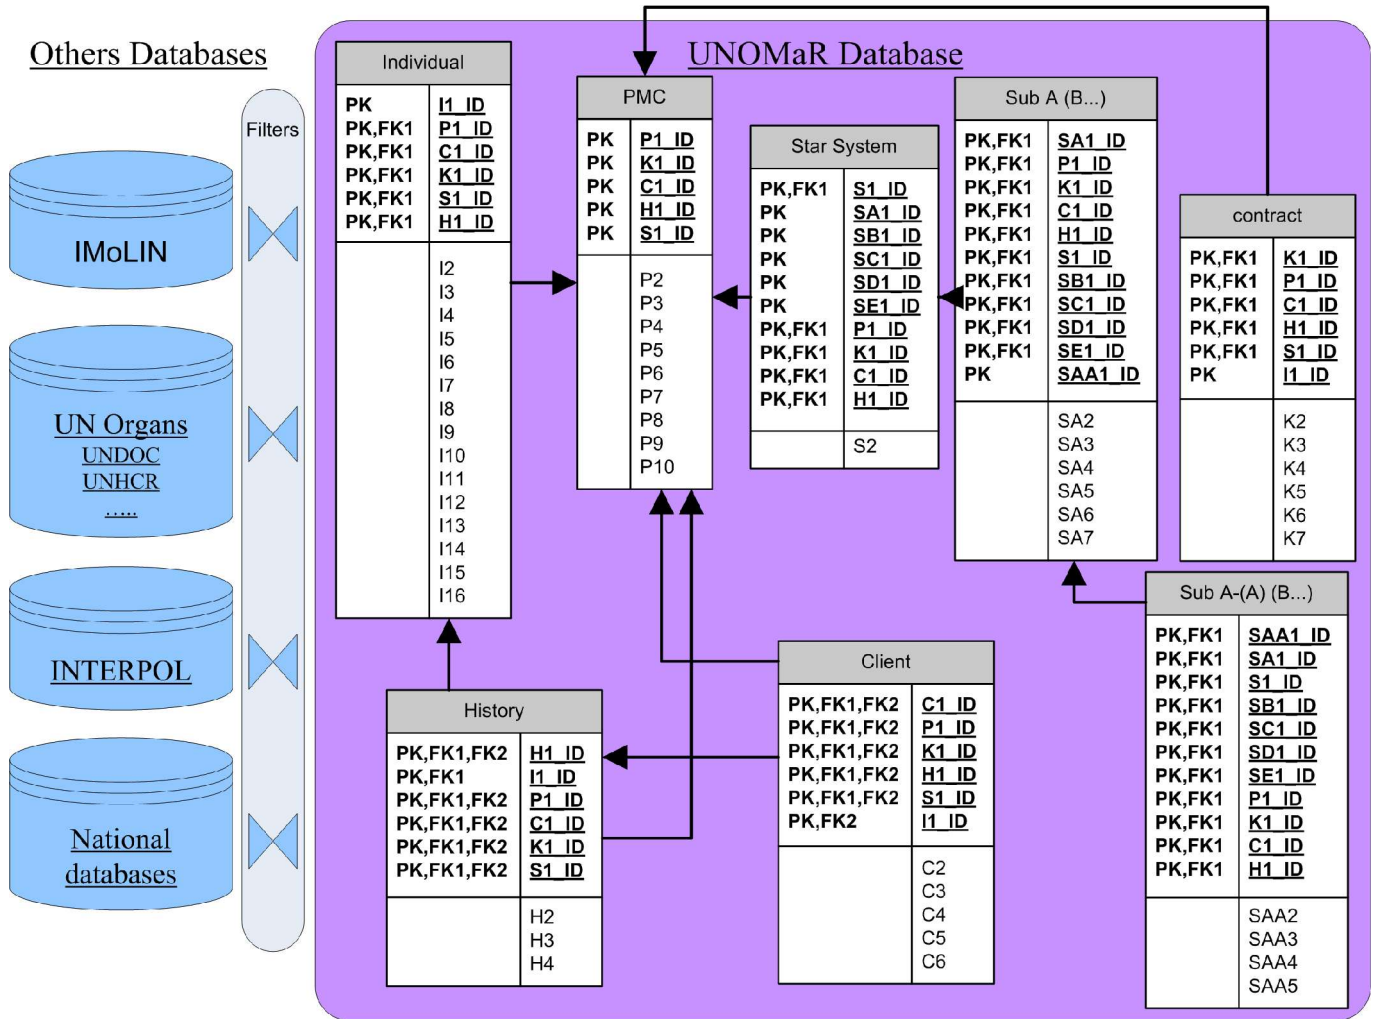 Others Databases
Filters
IMoLIN
UN Organs
UNDOC
UNHCR
.....
INTERPOL
National
databases
UNOMaR Database
Individual
PK I1_ID
PK,FK1 P1_ID
PK,FK1 C1_ID
PK,FK1 K1_ID
PK,FK1 S1_ID
PK,FK1 H1_ID
I2
I3
I4
I5
I6
I7
I8
I9
I10
I11
I12
I13
I14
I15
I16
PMC
PK P1_ID
PK K1_ID
PK C1_ID
PK H1_ID
PK S1_ID
P2
P3
P4
P5
P6
P7
P8
P9
P10
Star System
PK,FK1 S1_ID
PK SA1_ID
PK SB1_ID
PK SC1_ID
PK SD1_ID
PK SE1_ID
PK,FK1 P1_ID
PK,FK1 K1_ID
PK,FK1 C1_ID
PK,FK1 H1_ID
S2
Sub A (B...)
PK,FK1 SA1_ID
PK,FK1 P1_ID
PK,FK1 K1_ID
PK,FK1 C1_ID
PK,FK1 H1_ID
PK,FK1 S1_ID
PK,FK1 SB1_ID
PK,FK1 SC1_ID
PK,FK1 SD1_ID
PK,FK1 SE1_ID
PK SAA1_ID
SA2
SA3
SA4
SA5
SA6
SA7
contract
PK,FK1 K1_ID
PK,FK1 P1_ID
PK,FK1 C1_ID
PK,FK1 H1_ID
PK,FK1 S1_ID
PK I1_ID
K2
K3
K4
K5
K6
K7
History
PK,FK1,FK2 H1_ID
PK,FK1 I1_ID
PK,FK1,FK2 P1_ID
PK,FK1,FK2 C1_ID
PK,FK1,FK2 K1_ID
PK,FK1,FK2 S1_ID
H2
H3
H4
Client
PK,FK1,FK2 C1_ID
PK,FK1,FK2 P1_ID
PK,FK1,FK2 K1_ID
PK,FK1,FK2 H1_ID
PK,FK1,FK2 S1_ID
PK,FK2 I1_ID
C2
C3
C4
C5
C6
Sub A-(A) (B...)
PK,FK1 SAA1_ID
PK,FK1 SA1_ID
PK,FK1 S1_ID
PK,FK1 SB1_ID
PK,FK1 SC1_ID
PK,FK1 SD1_ID
PK,FK1 SE1_ID
PK,FK1 P1_ID
PK,FK1 K1_ID
PK,FK1 C1_ID
PK,FK1 H1_ID
SAA2
SAA3
SAA4
SAA5